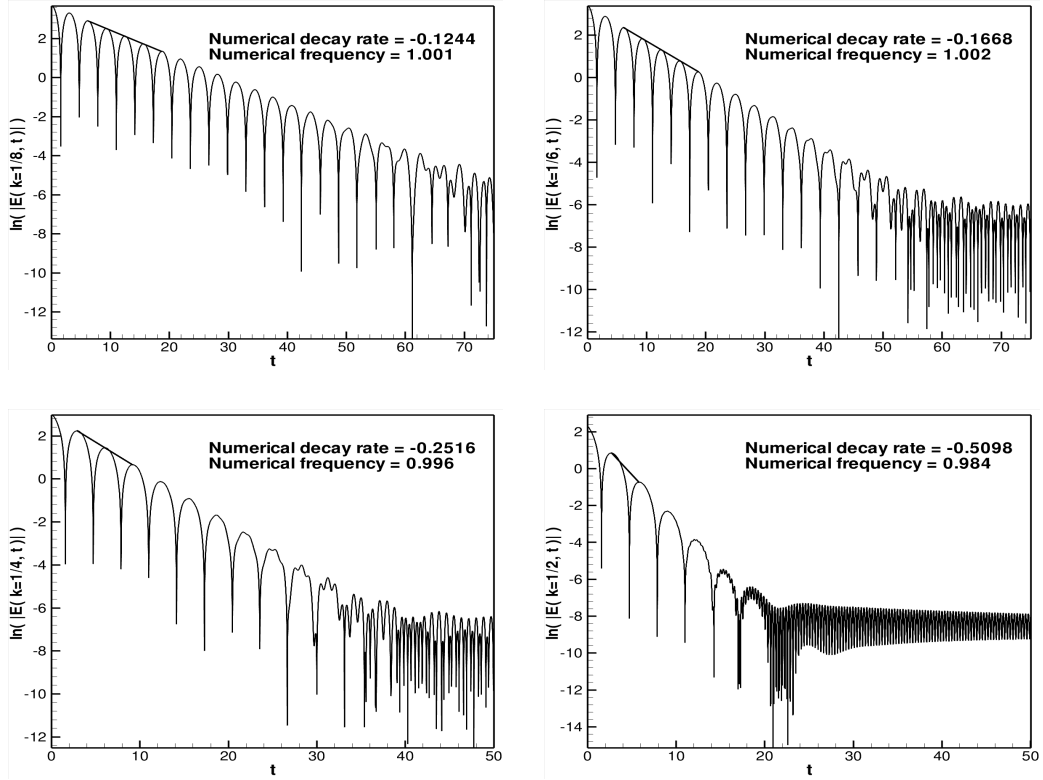 Numerical decay rate = -0.1244
Numerical frequency = 1.001
ln( |E( k=1/8, t )| )
2
0
-2
-4
-6
-8
-10
-12
0 10 20 30 40 50 60 70
t
Numerical decay rate = -0.1668
Numerical frequency = 1.002
ln( |E( k=1/6, t )| )
2
0
-2
-4
-6
-8
-10
-12
0 10 20 30 40 50 60 70
t
Numerical decay rate = -0.2516
Numerical frequency = 0.996
ln( |E( k=1/4, t )| )
2
0
-2
-4
-6
-8
-10
-12
0 10 20 30 40 50
t
Numerical decay rate = -0.5098
Numerical frequency = 0.984
ln( |E( k=1/2, t )| )
2
0
-2
-4
-6
-8
-10
-12
-14
0 10 20 30 40 50
t